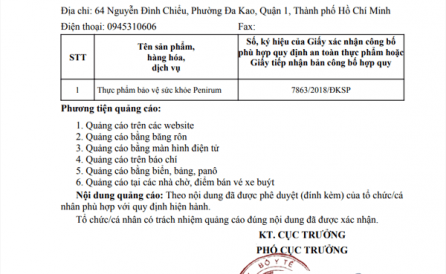 Địa chỉ: 64 Nguyễn Đình Chiểu, Phường Đa Kao, Quận 1, Thành phố Hồ Chí Minh
Điện thoại: 0945310606 Fax:
STT
Tên sản phẩm,
hàng hóa,
dịch vụ
Số, ký hiệu của Giấy xác nhận công bố
phù hợp quy định an toàn thực phẩm hoặc
Giấy tiếp nhận bản công bố hợp quy
1 Thực phẩm bảo vệ sức khỏe Penirum 7863/2018/ĐKSP
Phương tiện quảng cáo:
1. Quảng cáo trên các website
2. Quảng cáo bằng băng rôn
3. Quảng cáo bằng màn hình điện tử
4. Quảng cáo trên báo chí
5. Quảng cáo bằng biển, bảng, panô
6. Quảng cáo tại các nhà chờ, điểm bán vé xe buýt
Nội dung quảng cáo: Theo nội dung đã được phê duyệt (đính kèm) của tổ chức/cá
nhân phù hợp với quy định hiện hành.
Tổ chức/cá nhân có trách nhiệm quảng cáo đúng nội dung đã được xác nhận.
KT. CỤC TRƯỞNG
PHÓ CỤC TRƯỞNG
BỘ Y TẾ